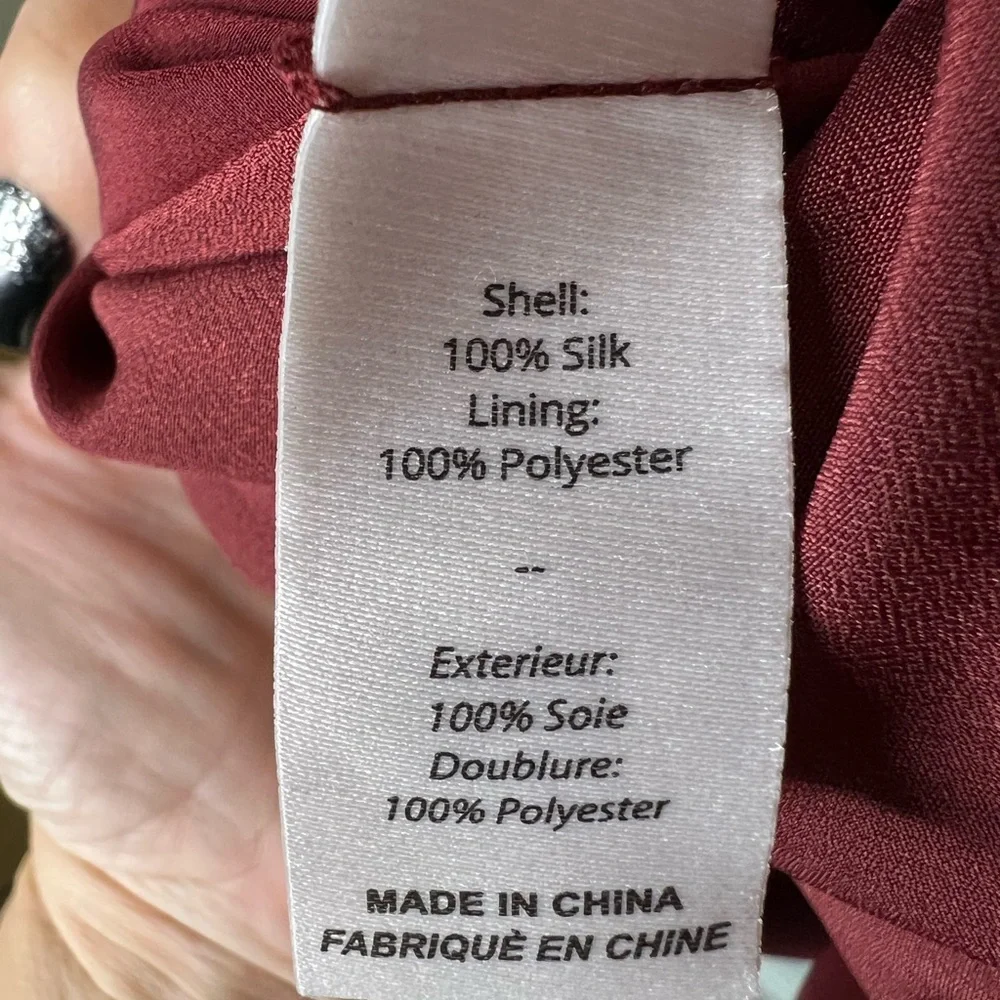 Shell:
100% Silk
Lining:
100% Polyester
--
Exterieur:
100% Soie
Doublure:
100% Polyester
MADE IN CHINA
FABRIQUÈ EN CHINE